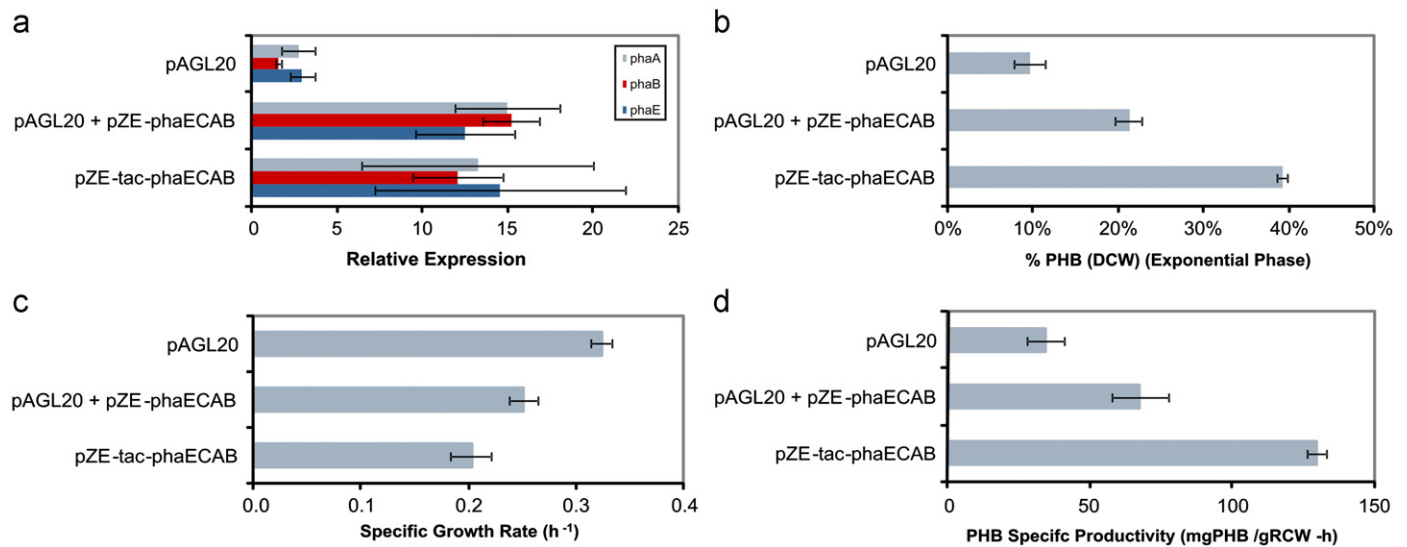 a
pAGL20
pAGL20 + pZE-phaECAB
pZE-tac-phaECAB
phaA
phaB
phaE
0 5 10 15 20 25
Relative Expression
b
pAGL20
pAGL20 + pZE-phaECAB
pZE-tac-phaECAB
0% 10% 20% 30% 40% 50%
% PHB (DCW) (Exponential Phase)
c
pAGL20
pAGL20 + pZE-phaECAB
pZE-tac-phaECAB
0.0 0.1 0.2 0.3 0.4
Specific Growth Rate (h⁻¹)
d
pAGL20
pAGL20 + pZE-phaECAB
pZE-tac-phaECAB
0 50 100 150
PHB Specifc Productivity (mgPHB /gRCW -h)